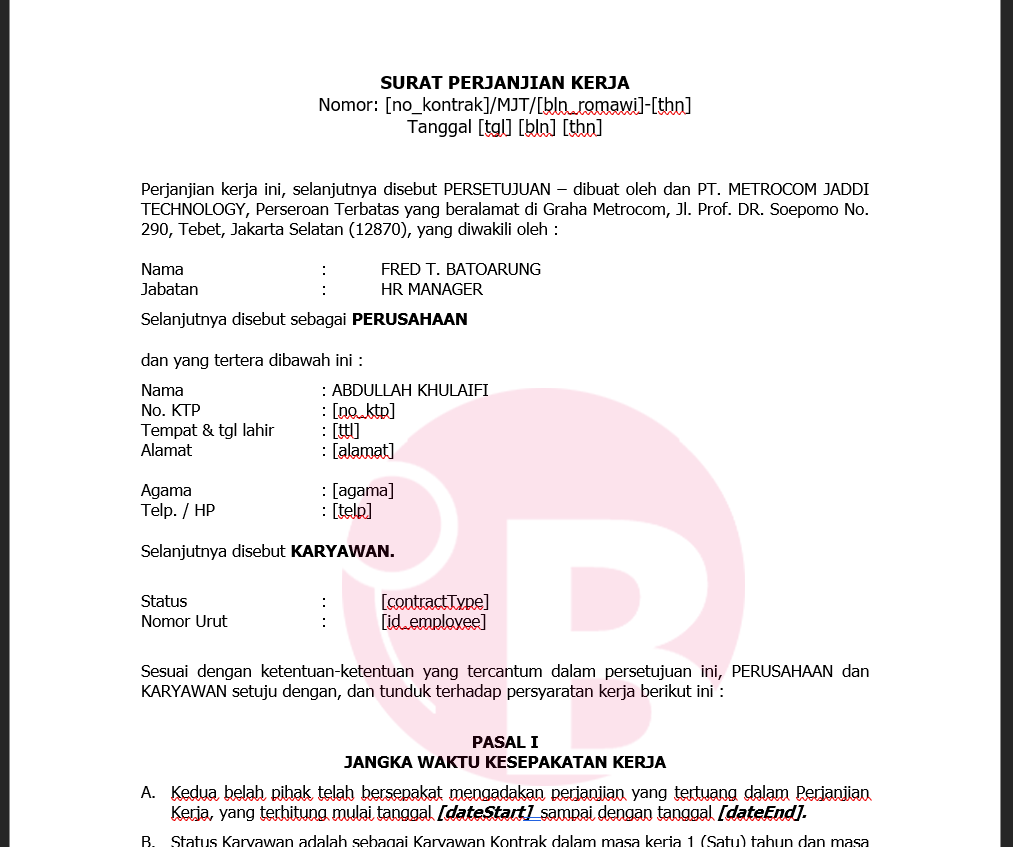 SURAT PERJANJIAN KERJA
Nomor: [no_kontrak]/MJT/[bln_romawi]-[thn]
Tanggal [tgl] [bln] [thn]
Perjanjian kerja ini, selanjutnya disebut PERSETUJUAN – dibuat oleh dan PT. METROCOM JADDI
TECHNOLOGY, Perseroan Terbatas yang beralamat di Graha Metrocom, Jl. Prof. DR. Soepomo No.
290, Tebet, Jakarta Selatan (12870), yang diwakili oleh :
Nama : FRED T. BATOARUNG
Jabatan : HR MANAGER
Selanjutnya disebut sebagai PERUSAHAAN
dan yang tertera dibawah ini :
Nama : ABDULLAH KHULAIFI
No. KTP : [no_ktp]
Tempat & tgl lahir : [ttl]
Alamat : [alamat]
Agama : [agama]
Telp. / HP : [telp]
Selanjutnya disebut KARYAWAN.
Status : [contractType]
Nomor Urut : [id_employee]
Sesuai dengan ketentuan-ketentuan yang tercantum dalam persetujuan ini, PERUSAHAAN dan
KARYAWAN setuju dengan, dan tunduk terhadap persyaratan kerja berikut ini :
PASAL I
JANGKA WAKTU KESEPAKATAN KERJA
A. Kedua belah pihak telah bersepakat mengadakan perjanjian yang tertuang dalam Perjanjian
Kerja, yang terhitung mulai tanggal [dateStart] sampai dengan tanggal [dateEnd].
B. Status Karyawan adalah sebagai Karyawan Kontrak dalam masa kerja 1 (Satu) tahun dan masa
B